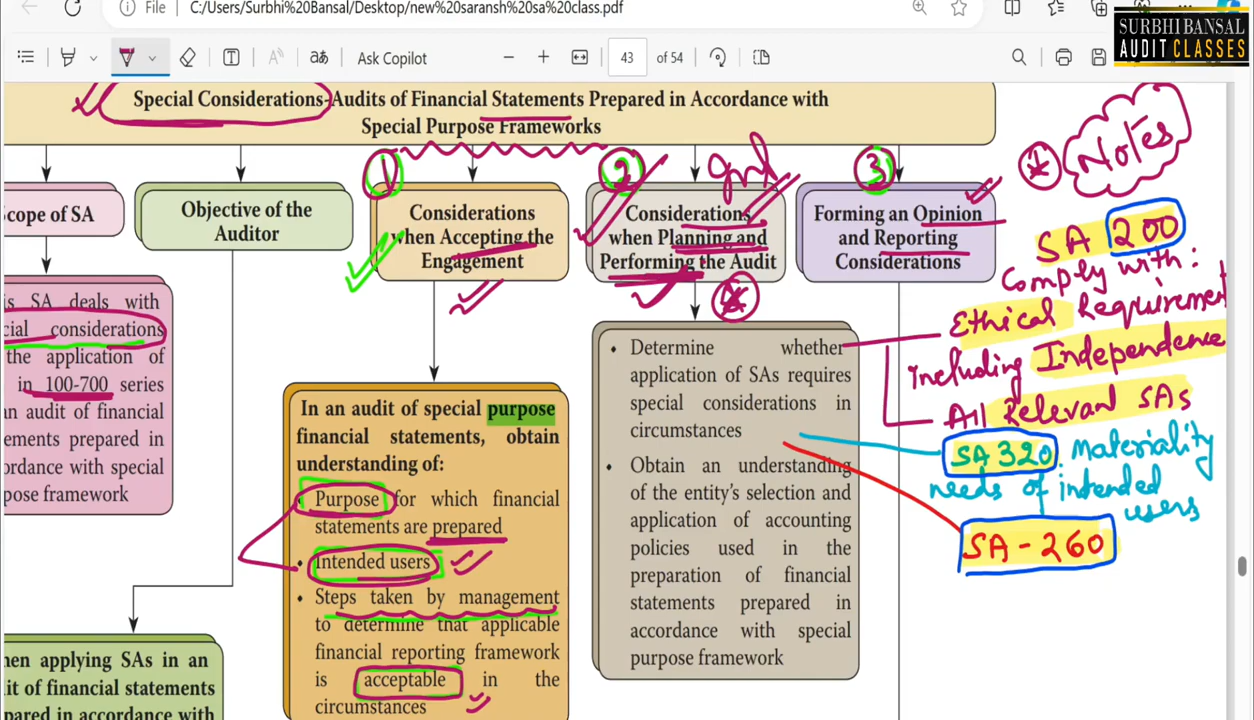 File
C:/Users/Surbhi%20Bansal/Desktop/new%20saransh%20sa%20class.pdf
SURBHI BANSAL
AUDIT CLASSES
Ask Copilot
43 of 54
Special Considerations-Audits of Financial Statements Prepared in Accordance with
Special Purpose Frameworks
cope of SA
is SA deals with
cial considerations
the application of
in 100-700 series
an audit of financial
ements prepared in
ordance with special
pose framework
Objective of the
Auditor
hen applying SAs in an
dit of financial statements
epared in accordance with
1
Considerations
when Accepting the
Engagement
In an audit of special purpose
financial statements, obtain
understanding of:
• Purpose for which financial
statements are prepared
• Intended users
• Steps taken by management
to determine that applicable
financial reporting framework
is acceptable in the
circumstances
2
Considerations
when Planning and
Performing the Audit
• Determine whether
application of SAs requires
special considerations in
circumstances
• Obtain an understanding
of the entity's selection and
application of accounting
policies used in the
preparation of financial
statements prepared in
accordance with special
purpose framework
3
Forming an Opinion
and Reporting
Considerations
Notes
SA 200
Comply with:
Ethical Requirement
including Independence
All Relevant SAs
SA 320 materiality
needs of intended
users
SA-260